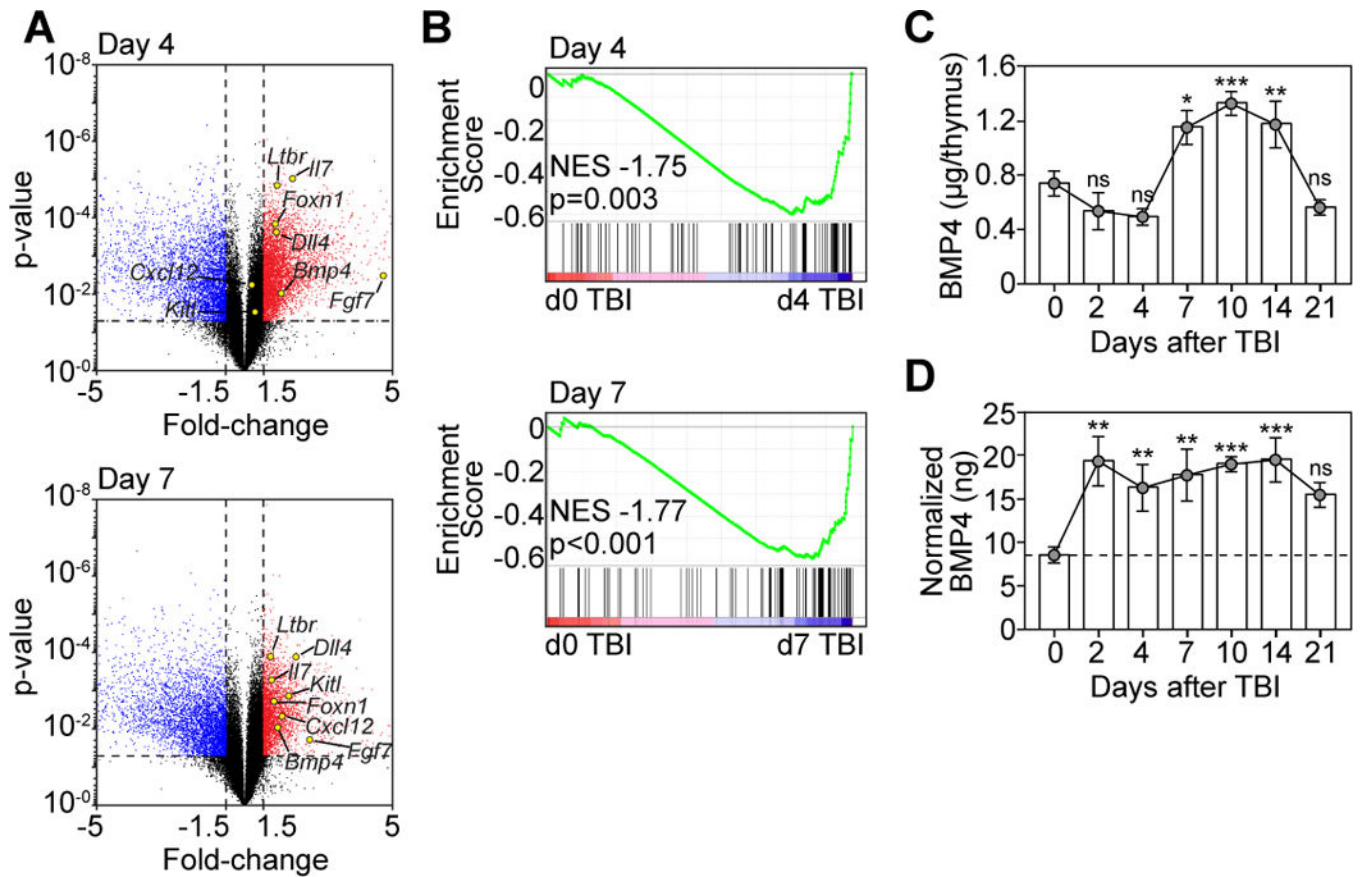 A
Day 4
10-8
10-6
10-4
10-2
10-0
p-value
Ltbr
Il7
Foxn1
Dll4
Cxcl12
Bmp4
Kitl
Fgf7
-5
-1.5
1.5
5
Fold-change
Day 7
10-8
10-6
10-4
10-2
10-0
p-value
Ltbr
Dll4
Il7
Kitl
Foxn1
Cxcl12
Bmp4
Fgf7
-5
-1.5
1.5
5
Fold-change
B
Day 4
0
-0.2
-0.4
-0.6
Enrichment
Score
NES -1.75
p=0.003
d0 TBI
d4 TBI
Day 7
0
-0.2
-0.4
-0.6
Enrichment
Score
NES -1.77
p<0.001
d0 TBI
d7 TBI
C
BMP4 (µg/thymus)
1.6
1.2
0.8
0.4
0
ns
ns
*
***
**
ns
0 2 4 7 10 14 21
Days after TBI
D
Normalized
BMP4 (ng)
25
20
15
10
5
0
**
**
**
***
***
ns
0 2 4 7 10 14 21
Days after TBI